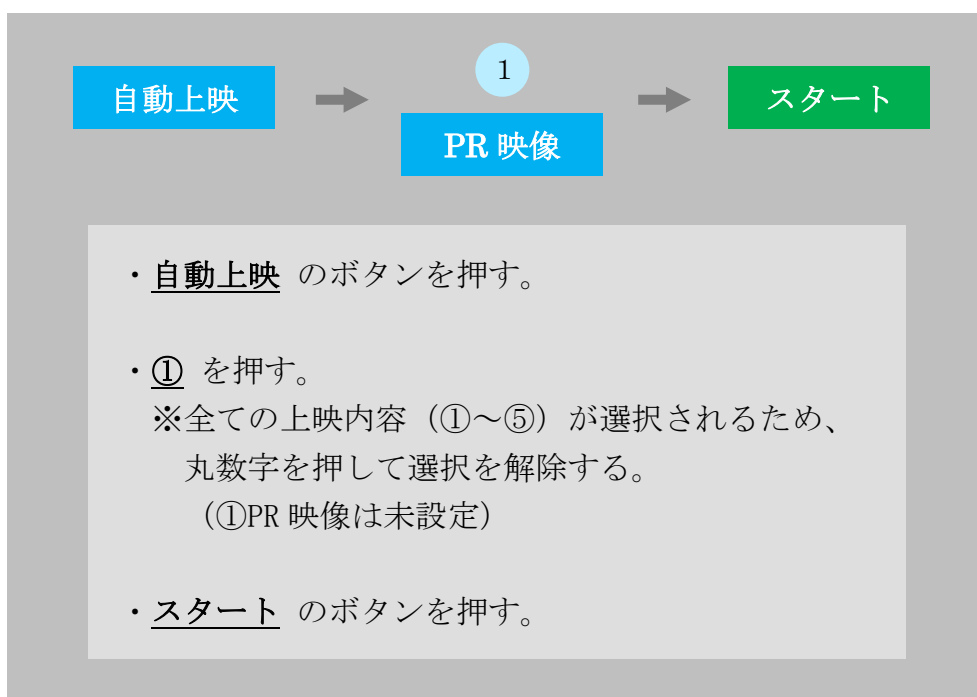 自動上映
1
PR 映像
スタート
・自動上映 のボタンを押す。
・① を押す。
※全ての上映内容（①～⑤）が選択されるため、
丸数字を押して選択を解除する。
（①PR 映像は未設定）
・スタート のボタンを押す。